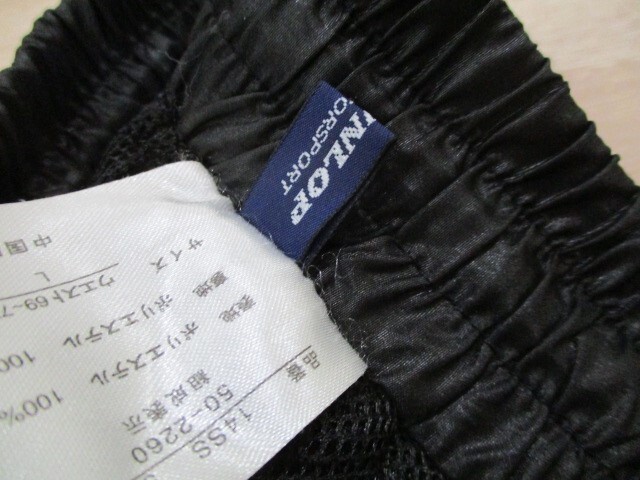 NLOP
ORSPORT
14SS
品番 50-2260
組成表示
表地 ポリエステル 100%
裏地 ポリエステル 100
サイズ L
ウエスト69~7
中国